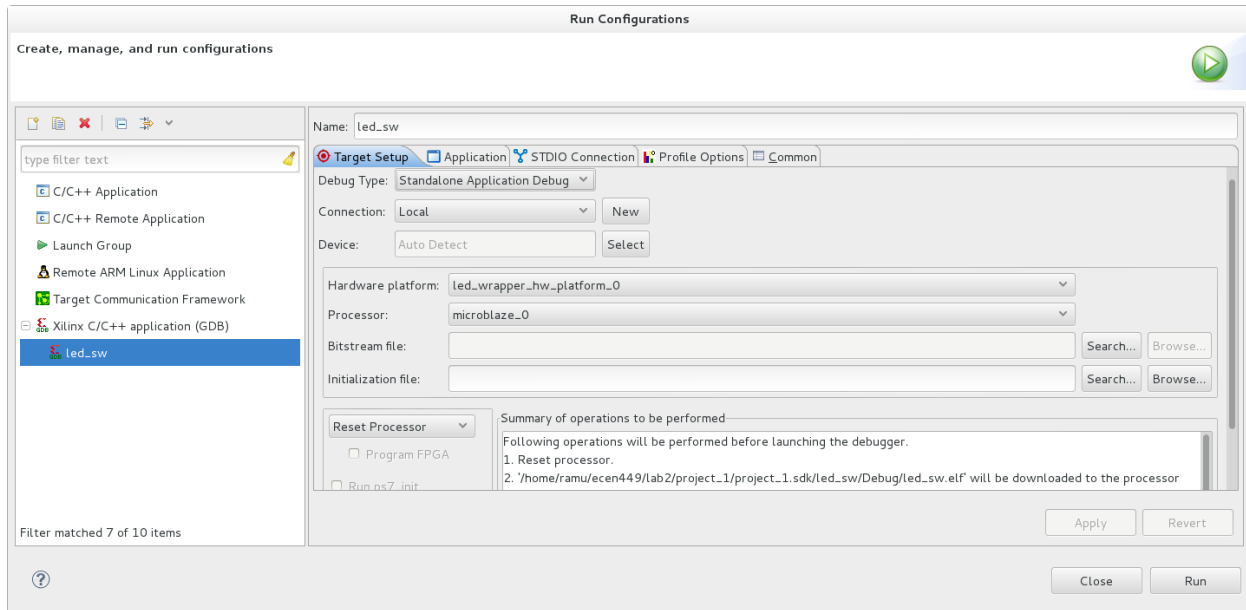 Run Configurations
Create, manage, and run configurations
Name: led_sw
type filter text
Target Setup Application STDIO Connection Profile Options Common
Debug Type: Standalone Application Debug
C/C++ Application
Connection: Local New
C/C++ Remote Application
Launch Group
Device: Auto Detect Select
Remote ARM Linux Application
Hardware platform: led_wrapper_hw_platform_0
Target Communication Framework
Processor: microblaze_0
Xilinx C/C++ application (GDB)
led_sw
Bitstream file: Search... Browse...
Initialization file: Search... Browse...
Reset Processor
Program FPGA
Run ps7_init
Summary of operations to be performed
Following operations will be performed before launching the debugger.
1. Reset processor.
2. '/home/ramu/ecen449/lab2/project_1/project_1.sdk/led_sw/Debug/led_sw.elf' will be downloaded to the processor
Filter matched 7 of 10 items
Apply Revert
Close Run